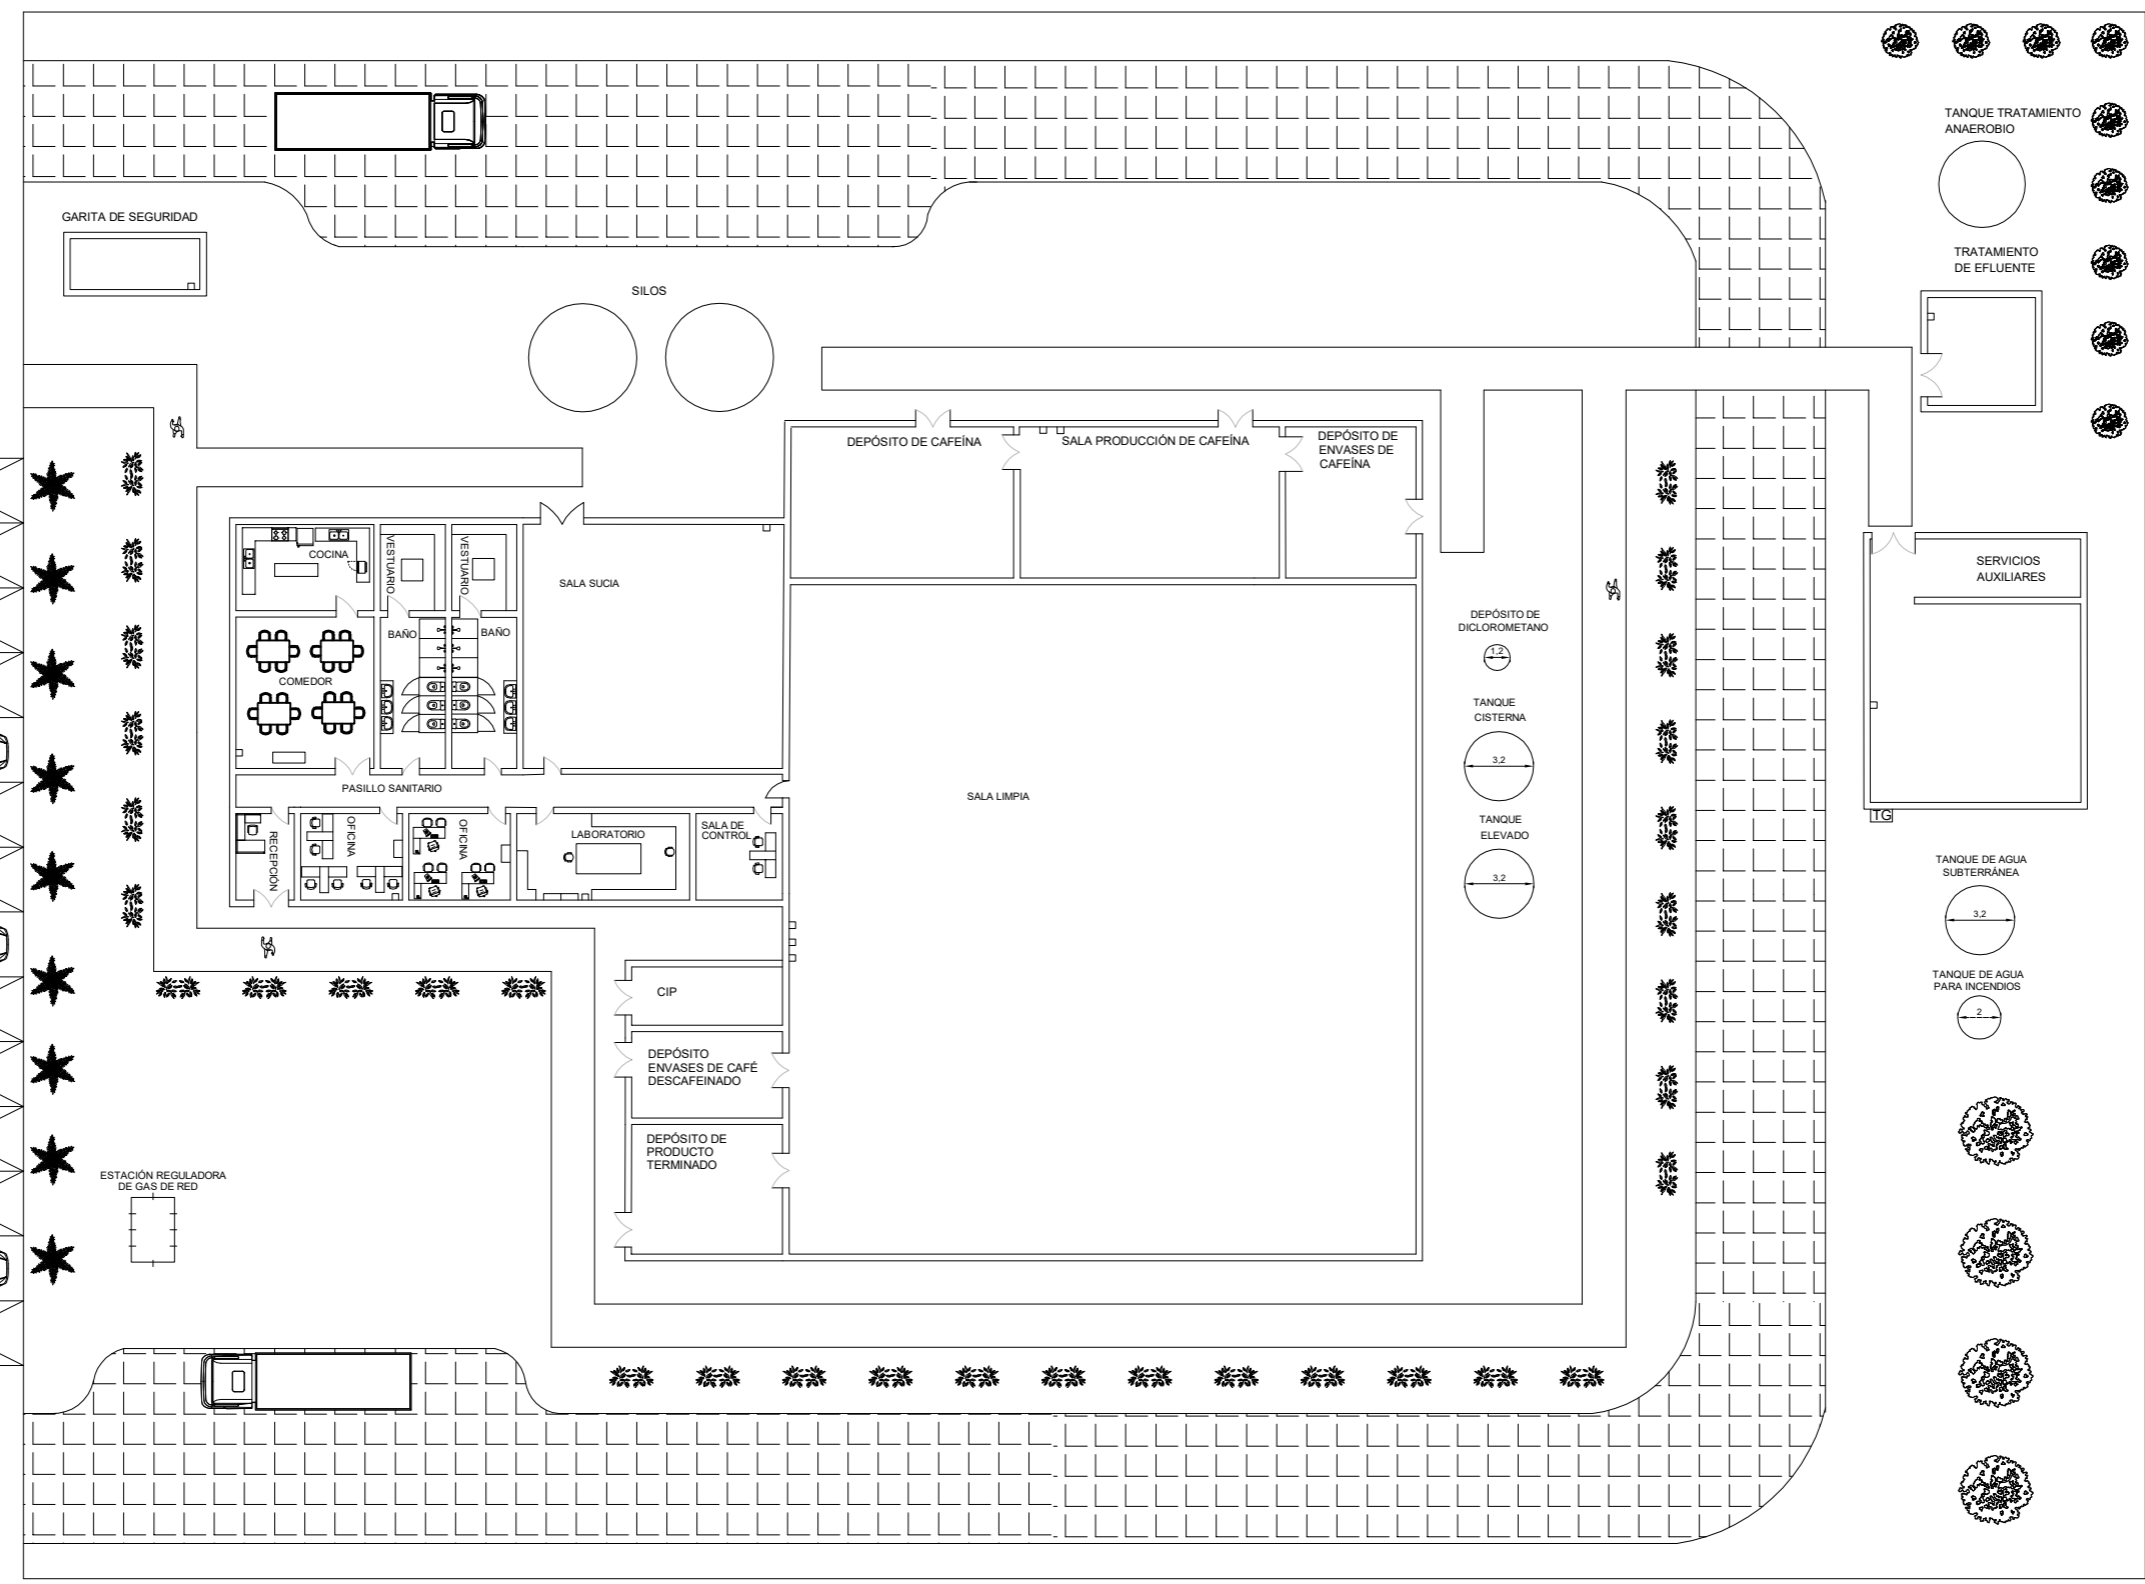 TANQUE TRATAMIENTO
ANAEROBIO
GARITA DE SEGURIDAD
TRATAMIENTO
DE EFLUENTE
SILOS
DEPÓSITO DE CAFEÍNA
SALA PRODUCCIÓN DE CAFEÍNA
DEPÓSITO DE
ENVASES DE
CAFEÍNA
COCINA
VESTUARIO
VESTUARIO
SALA SUCIA
SERVICIOS
AUXILIARES
DEPÓSITO DE
DICLOROMETANO
1,2
BAÑO
BAÑO
COMEDOR
TANQUE
CISTERNA
3,2
PASILLO SANITARIO
SALA LIMPIA
TANQUE
ELEVADO
3,2
TG
RECEPCIÓN
OFICINA
OFICINA
LABORATORIO
SALA DE
CONTROL
TANQUE DE AGUA
SUBTERRÁNEA
3,2
TANQUE DE AGUA
PARA INCENDIOS
2
CIP
DEPÓSITO
ENVASES DE CAFÉ
DESCAFEINADO
DEPÓSITO DE
PRODUCTO
TERMINADO
ESTACIÓN REGULADORA
DE GAS DE RED